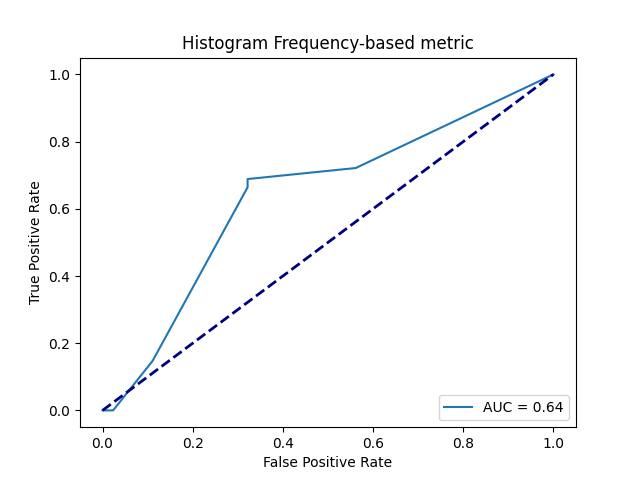 Histogram Frequency-based metric
True Positive Rate
1.0
0.8
0.6
0.4
0.2
0.0
AUC = 0.64
0.0 0.2 0.4 0.6 0.8 1.0
False Positive Rate